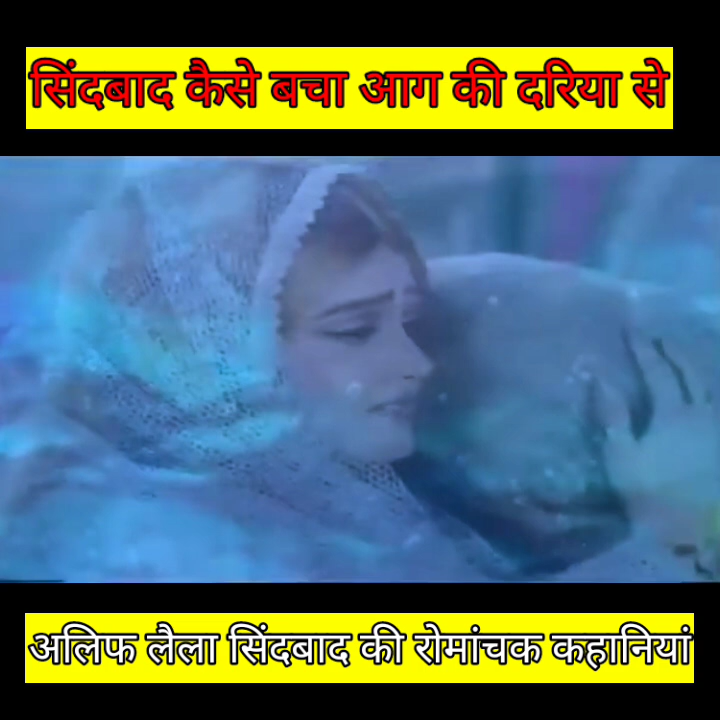 सिंदबाद कैसे बचा आग की दरिया से
अलिफ लैला सिंदबाद की रोमांचक कहानियां